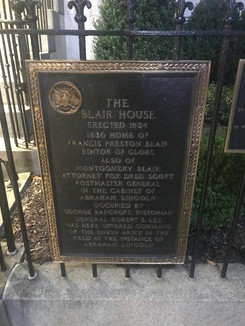 THE
BLAIR HOUSE
ERECTED 1824
1836 HOME OF
FRANCIS PRESTON BLAIR
EDITOR OF GLOBE
ALSO OF
MONTGOMERY BLAIR
ATTORNEY FOR DRED SCOTT
POSTMASTER GENERAL
IN THE CABINET OF
ABRAHAM LINCOLN
OCCUPIED BY
GEORGE BANCROFT, HISTORIAN
GENERAL ROBERT E. LEE
WAS HERE OFFERED COMMAND
OF THE UNION ARMY IN THE
FIELD AT THE INSTANCE OF
ABRAHAM LINCOLN